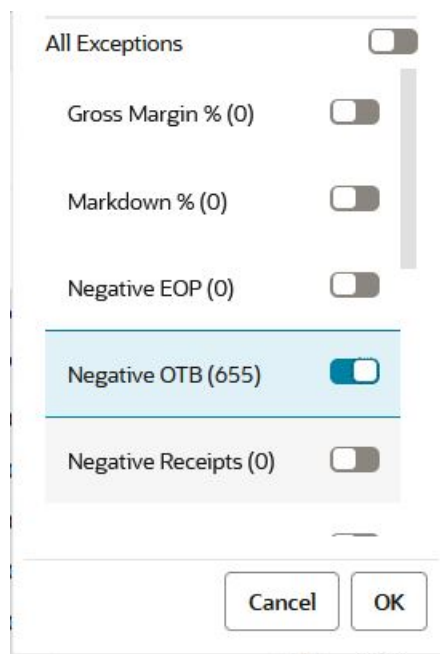 All Exceptions
Gross Margin % (0)
Markdown % (0)
Negative EOP (0)
Negative OTB (655)
Negative Receipts (0)
Cancel OK